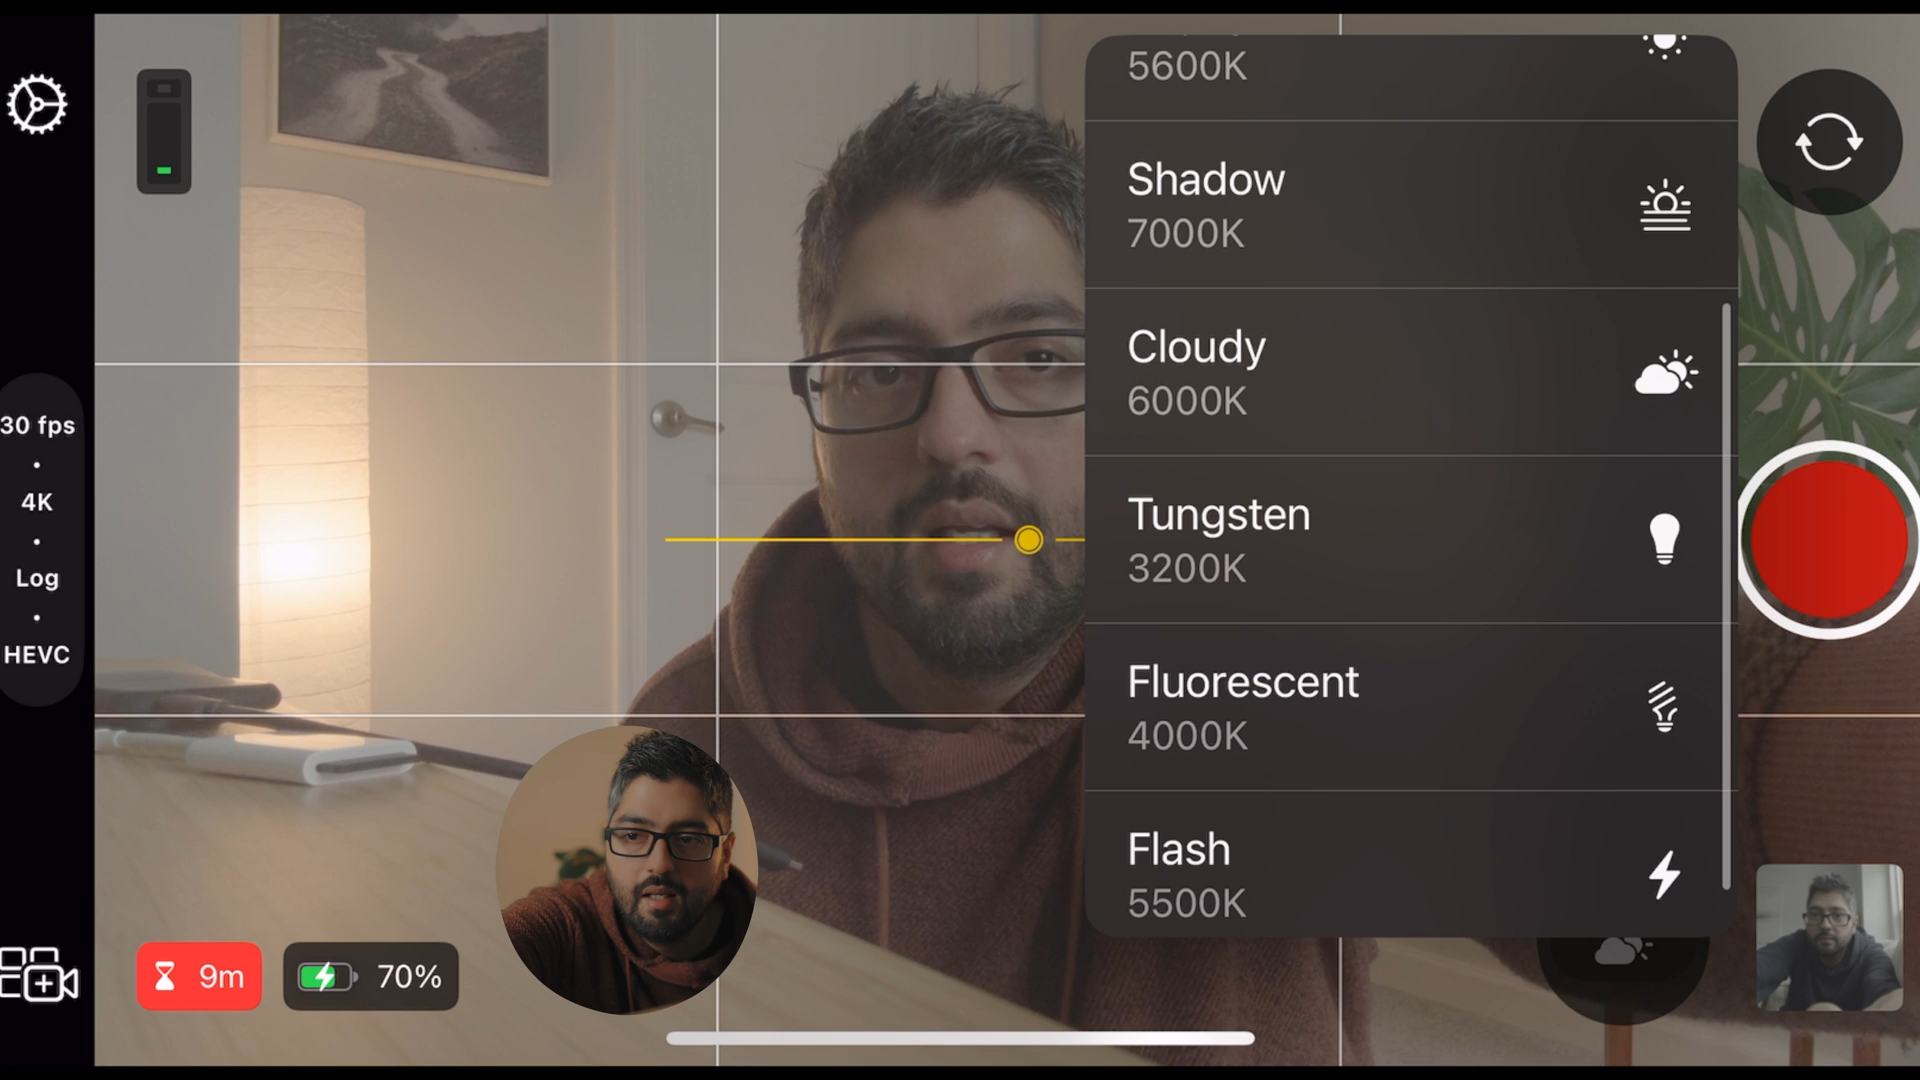 5600K
Shadow
7000K
Cloudy
6000K
30 fps
4K
Log
HEVC
Tungsten
3200K
Fluorescent
4000K
Flash
5500K
9m
70%